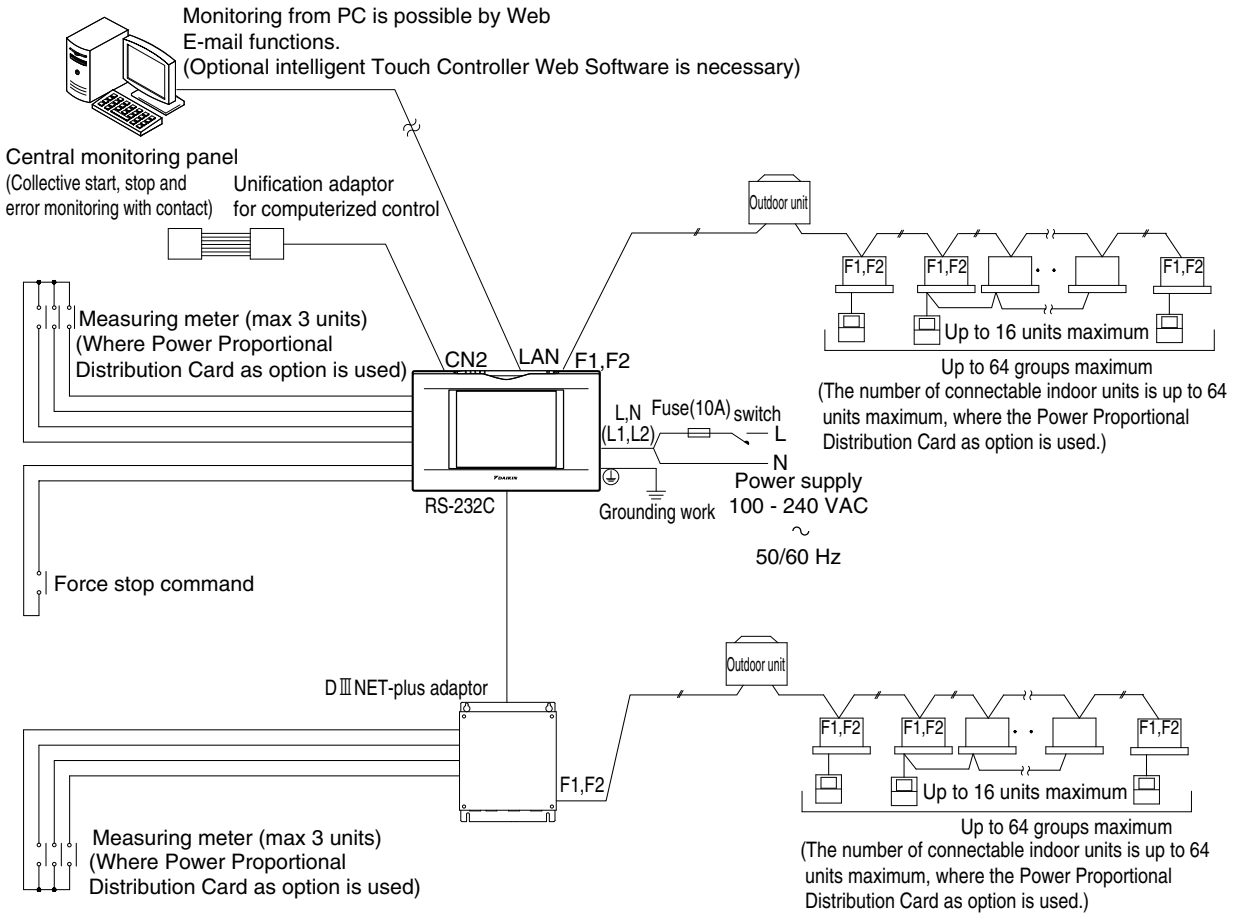 Monitoring from PC is possible by Web
E-mail functions.
(Optional intelligent Touch Controller Web Software is necessary)
Central monitoring panel
(Collective start, stop and
error monitoring with contact)
Unification adaptor
for computerized control
Outdoor unit
F1,F2
F1,F2
F1,F2
Up to 16 units maximum
Up to 64 groups maximum
(The number of connectable indoor units is up to 64
units maximum, where the Power Proportional
Distribution Card as option is used.)
Measuring meter (max 3 units)
(Where Power Proportional
Distribution Card as option is used)
CN2
LAN
F1,F2
L,N
(L1,L2)
Fuse(10A)
switch
L
N
Power supply
100 - 240 VAC
~
50/60 Hz
Grounding work
DAIKIN
RS-232C
Force stop command
DⅢNET-plus adaptor
F1,F2
Outdoor unit
F1,F2
F1,F2
F1,F2
Up to 16 units maximum
Up to 64 groups maximum
(The number of connectable indoor units is up to 64
units maximum, where the Power Proportional
Distribution Card as option is used.)
Measuring meter (max 3 units)
(Where Power Proportional
Distribution Card as option is used)